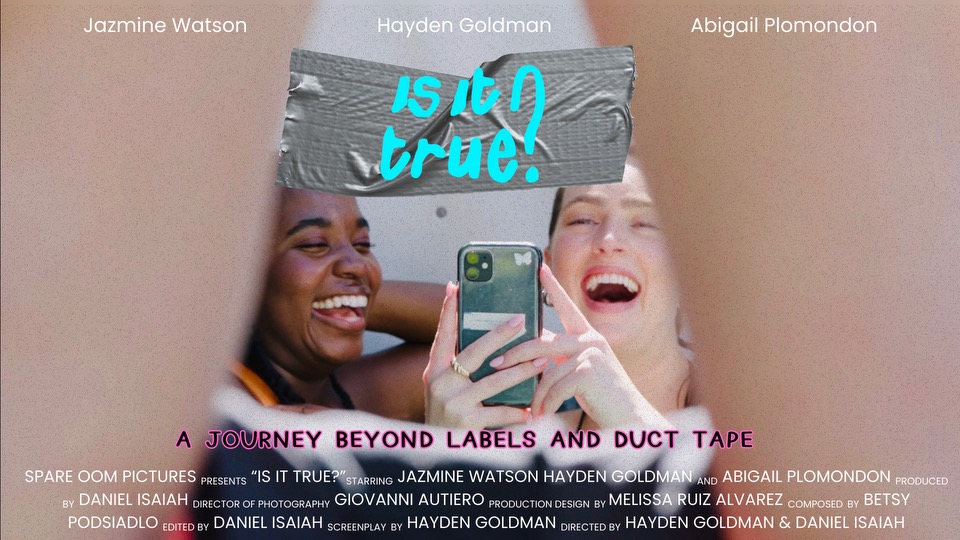 Jazmine Watson Hayden Goldman Abigail Plomondon
is it
true?
A JOURNEY BEYOND LABELS AND DUCT TAPE
SPARE OOM PICTURES PRESENTS “IS IT TRUE?” STARRING JAZMINE WATSON HAYDEN GOLDMAN AND ABIGAIL PLOMONDON PRODUCED
BY DANIEL ISAIAH DIRECTOR OF PHOTOGRAPHY GIOVANNI AUTIERO PRODUCTION DESIGN BY MELISSA RUIZ ALVAREZ COMPOSED BY BETSY
PODSIADLO EDITED BY DANIEL ISAIAH SCREENPLAY BY HAYDEN GOLDMAN DIRECTED BY HAYDEN GOLDMAN & DANIEL ISAIAH